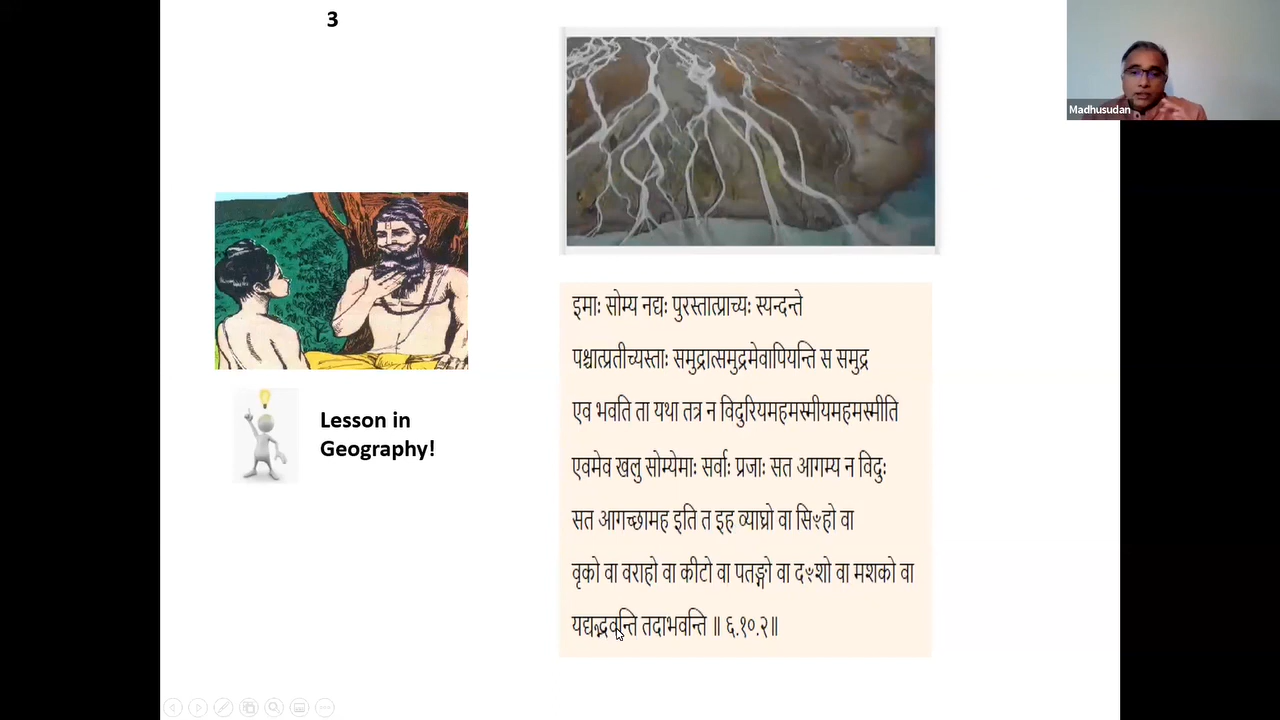 3
Madhusudan
Lesson in
Geography!
इमाः सोम्य नद्यः पुरस्तात्प्राच्यः स्यन्दन्ते
पश्चात्प्रतीच्यस्ताः समुद्रात्समुद्रमेवापियन्ति स समुद्र
एव भवति ता यथा तत्र न विदुरियमहमस्मीयमहमस्मीति
एवमेव खलु सोम्येमाः सर्वाः प्रजाः सत आगम्य न विदुः
सत आगच्छामह इति त इह व्याघ्रो वा सिꣳहो वा
वृको वा वराहो वा कीटो वा पतङ्गो वा दꣳशो वा मशको वा
यद्यद्भवन्ति तदाभवन्ति ॥ ६.१०.२॥